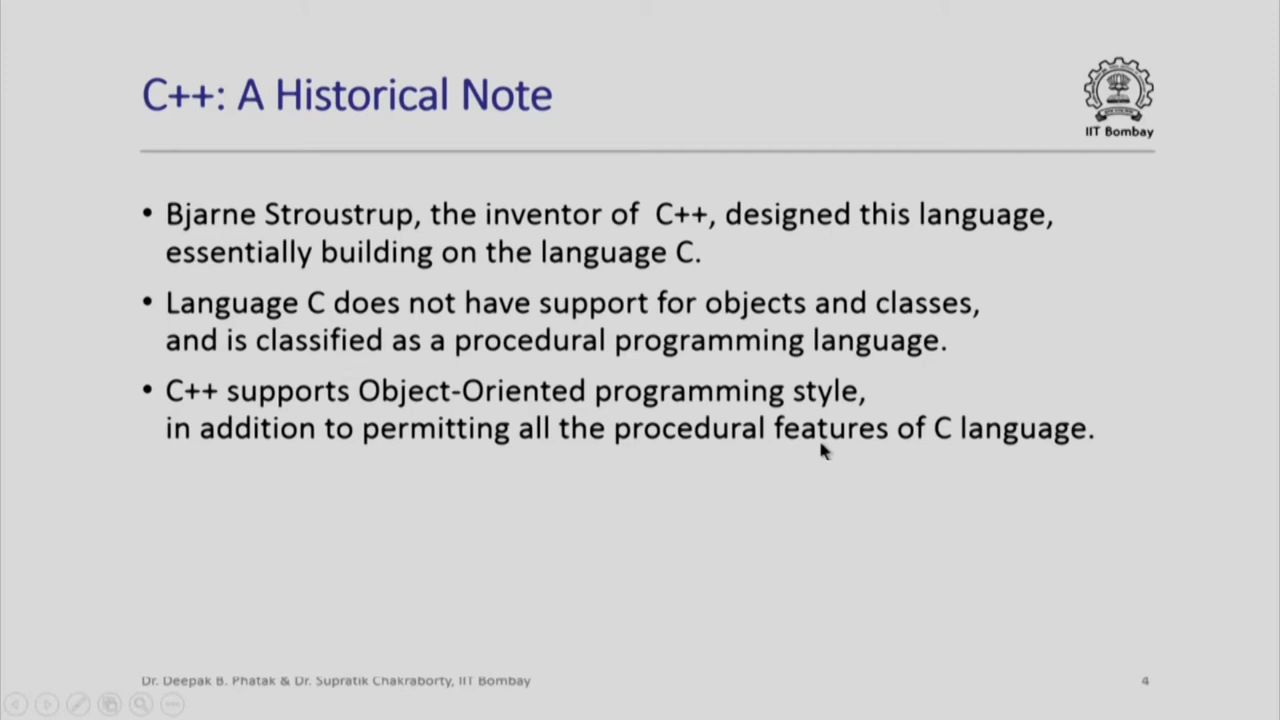 C++: A Historical Note
IIT Bombay
• Bjarne Stroustrup, the inventor of C++, designed this language,
essentially building on the language C.
• Language C does not have support for objects and classes,
and is classified as a procedural programming language.
• C++ supports Object-Oriented programming style,
in addition to permitting all the procedural features of C language.
Dr. Deepak B. Phatak & Dr. Supratik Chakraborty, IIT Bombay
4